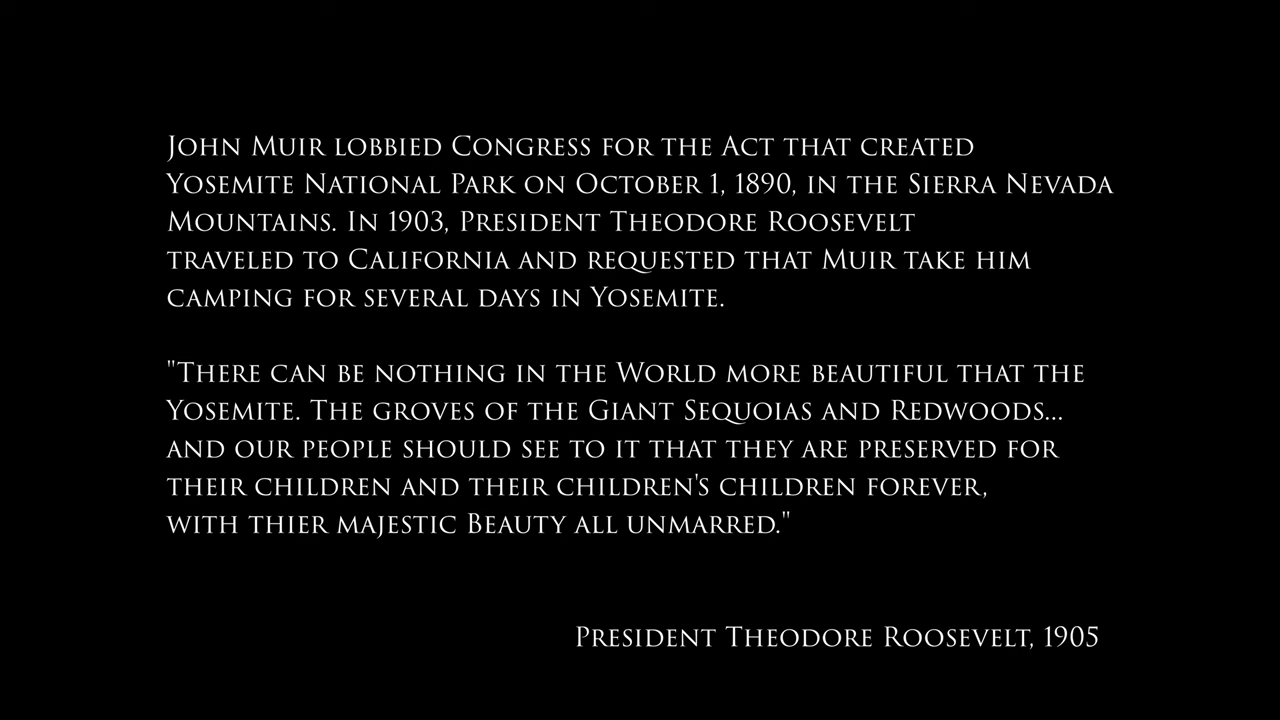 John Muir lobbied Congress for the Act that created
Yosemite National Park on October 1, 1890, in the Sierra Nevada
Mountains. In 1903, President Theodore Roosevelt
traveled to California and requested that Muir take him
camping for several days in Yosemite.
"There can be nothing in the World more beautiful that the
Yosemite. The groves of the Giant Sequoias and Redwoods...
and our people should see to it that they are preserved for
their children and their children's children forever,
with thier majestic Beauty all unmarred."
President Theodore Roosevelt, 1905